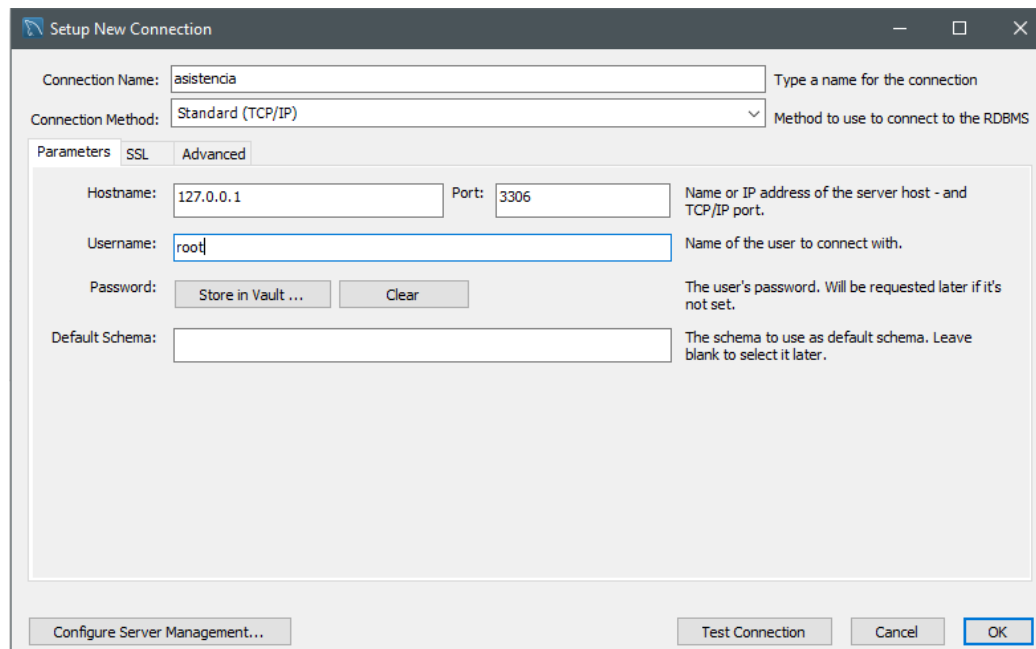 Setup New Connection
Connection Name: asistencia Type a name for the connection
Connection Method: Standard (TCP/IP) Method to use to connect to the RDBMS
Parameters SSL Advanced
Hostname: 127.0.0.1 Port: 3306 Name or IP address of the server host - and
TCP/IP port.
Username: root Name of the user to connect with.
Password: Store in Vault ... Clear The user's password. Will be requested later if it's
not set.
Default Schema: The schema to use as default schema. Leave
blank to select it later.
Configure Server Management... Test Connection Cancel OK